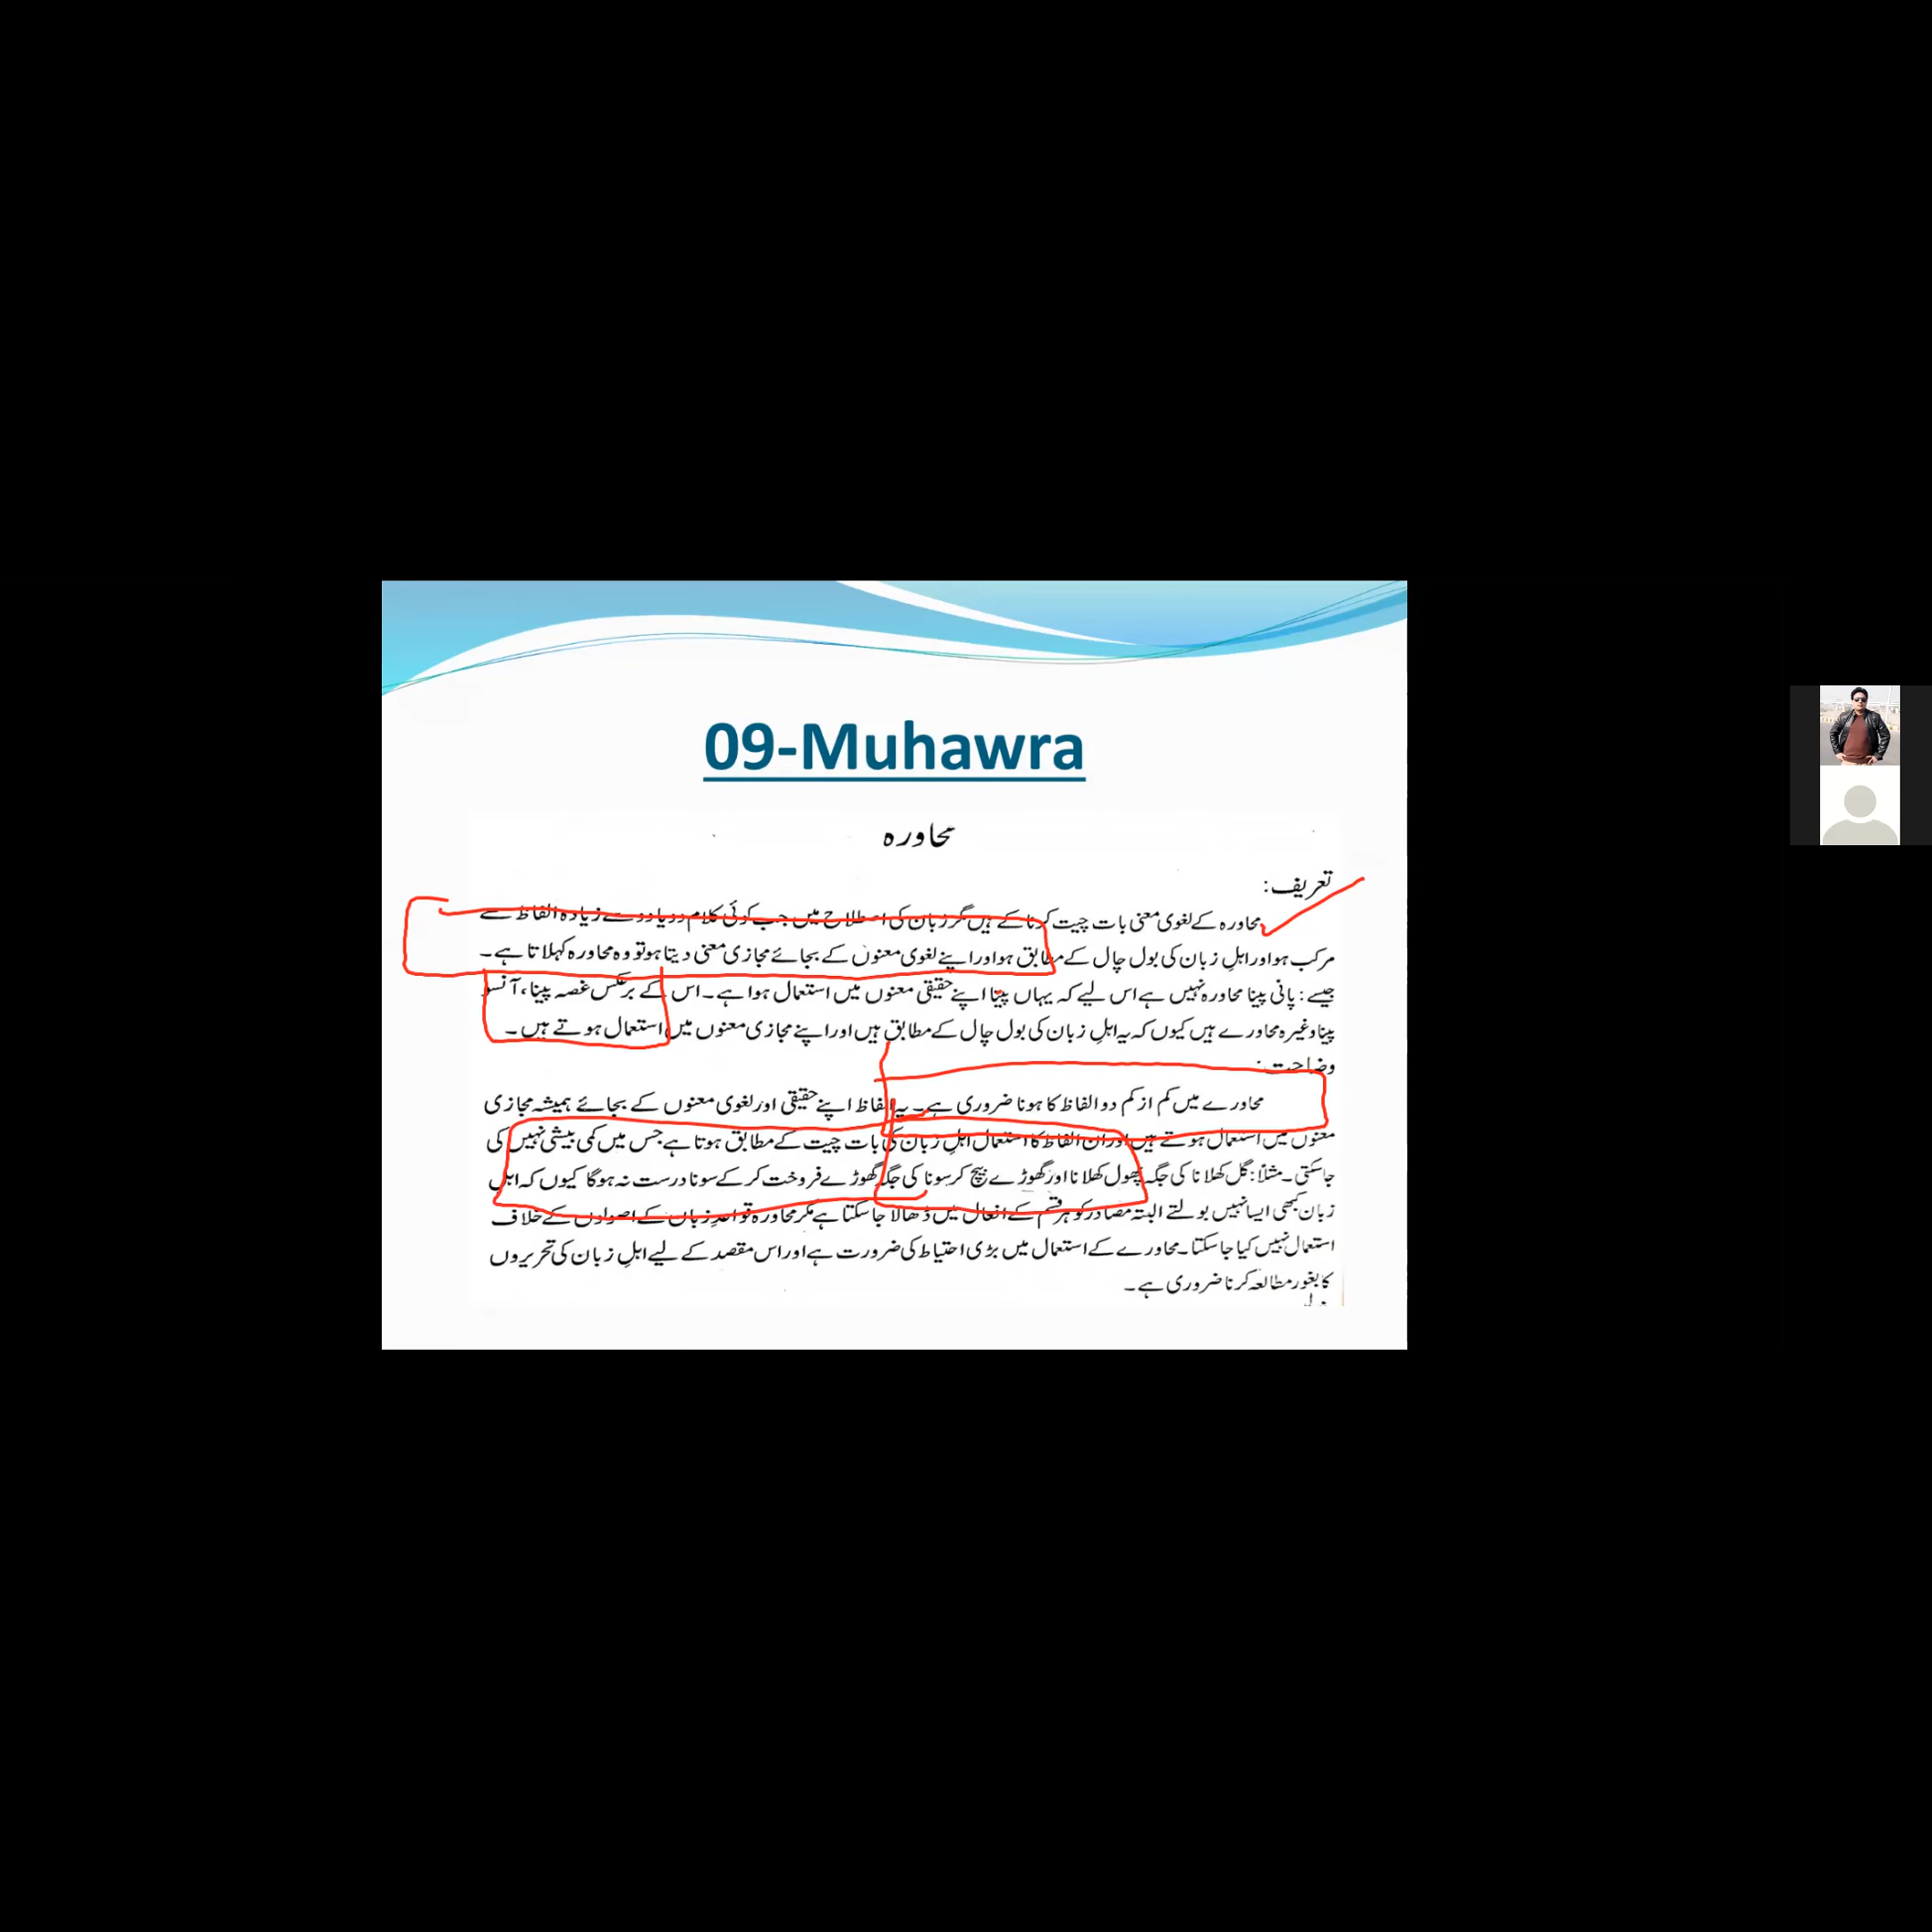 09-Muhawra
محاورہ
تعریف:
محاورہ کے لغوی معنی بات چیت کرنا کے ہیں مگر زبان کی اصطلاح میں جب کوئی کلام دو یا دو سے زیادہ الفاظ سے
مرکب ہو اور اہلِ زبان کی بول چال کے مطابق ہو اور اپنے لغوی معنوں کے بجائے مجازی معنی دیتا ہو تو وہ محاورہ کہلاتا ہے۔
جیسے: پانی پینا محاورہ نہیں ہے اس لیے کہ یہاں پینا اپنے حقیقی معنوں میں استعمال ہوا ہے۔ اس کے برعکس غصہ پینا، آنسو
پینا وغیرہ محاورے ہیں کیوں کہ یہ اہلِ زبان کی بول چال کے مطابق ہیں اور اپنے مجازی معنوں میں استعمال ہوتے ہیں۔
وضاحت:
محاورے میں کم از کم دو الفاظ کا ہونا ضروری ہے۔ یہ الفاظ اپنے حقیقی اور لغوی معنوں کے بجائے ہمیشہ مجازی
معنوں میں استعمال ہوتے ہیں اور ان الفاظ کا استعمال اہلِ زبان کی بات چیت کے مطابق ہوتا ہے جس میں کمی بیشی نہیں کی
جاسکتی۔ مثلاً: گل کھلانا کی جگہ پھول کھلانا اور گھوڑے بیچ کر سونا کی جگہ گھوڑے فروخت کر کے سونا درست نہ ہوگا کیوں کہ اہل
زبان کبھی ایسا نہیں بولتے البتہ مصادر کو ہر قسم کے افعال میں ڈھالا جاسکتا ہے مگر محاورہ قواعدِ زبان کے اصولوں کے خلاف
استعمال نہیں کیا جاسکتا۔ محاورے کے استعمال میں بڑی احتیاط کی ضرورت ہے اور اس مقصد کے لیے اہلِ زبان کی تحریروں
کا بغور مطالعہ کرنا ضروری ہے۔